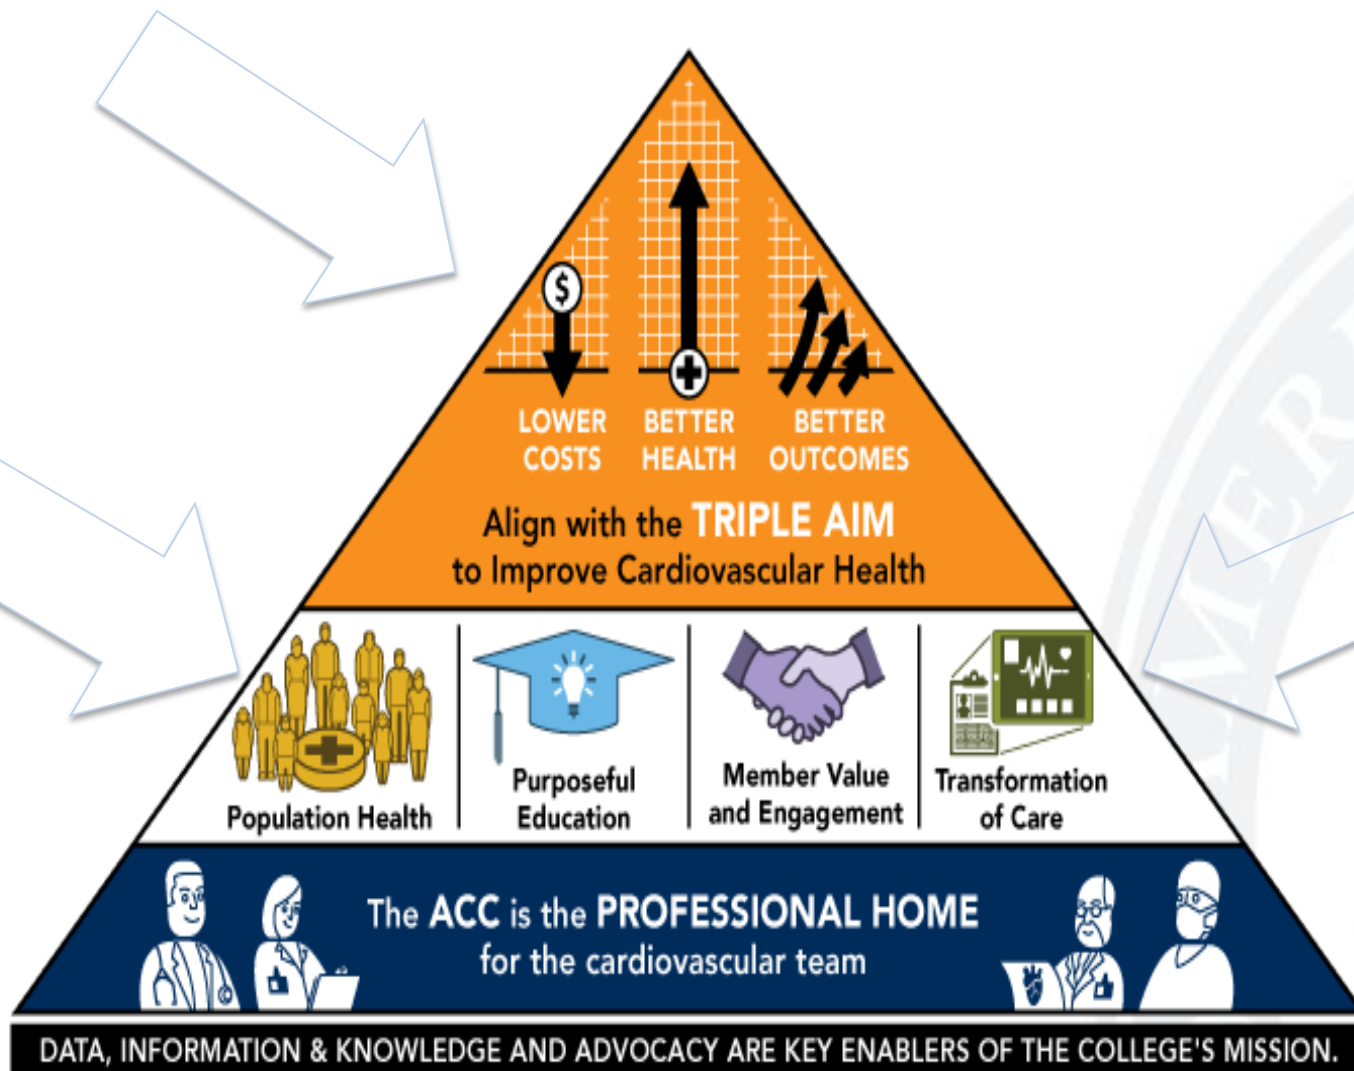 $
LOWER
COSTS
BETTER
HEALTH
BETTER
OUTCOMES
Align with the TRIPLE AIM
to Improve Cardiovascular Health
Population Health
Purposeful
Education
Member Value
and Engagement
Transformation
of Care
The ACC is the PROFESSIONAL HOME
for the cardiovascular team
DATA, INFORMATION & KNOWLEDGE AND ADVOCACY ARE KEY ENABLERS OF THE COLLEGE'S MISSION.